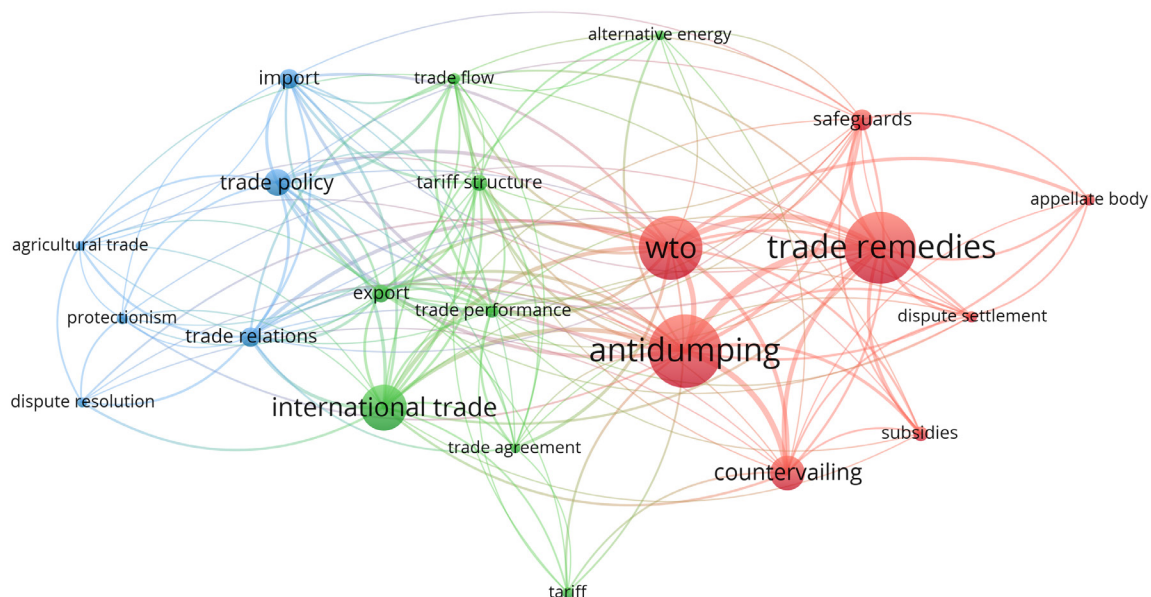 alternative energy
import
trade flow
safeguards
trade policy
tariff structure
appellate body
agricultural trade
wto
trade remedies
export
trade performance
protectionism
dispute settlement
trade relations
antidumping
dispute resolution
international trade
trade agreement
subsidies
countervailing
tariff